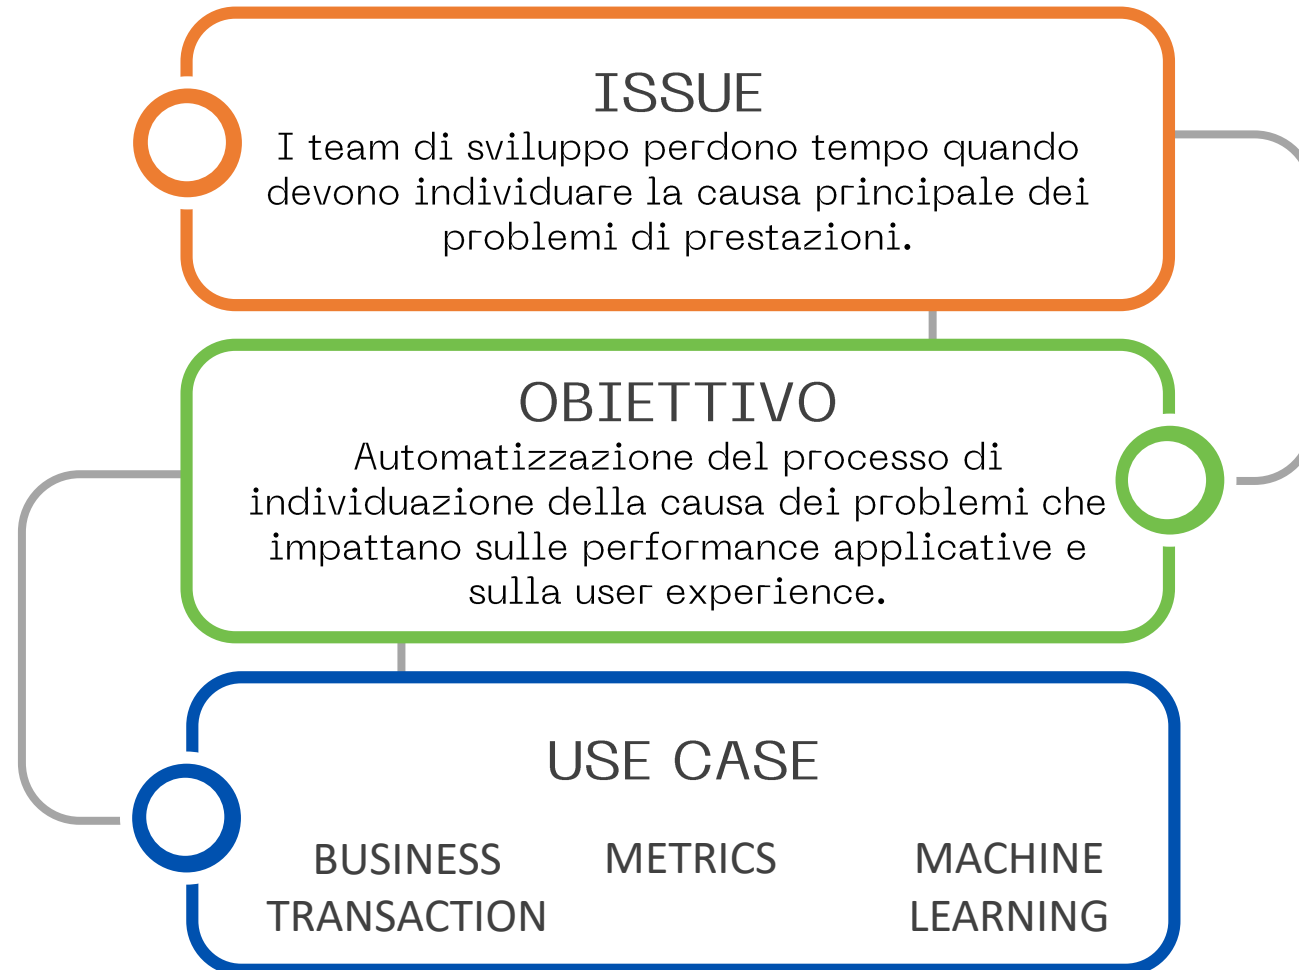 ISSUE
I team di sviluppo perdono tempo quando
devono individuare la causa principale dei
problemi di prestazioni.
OBIETTIVO
Automatizzazione del processo di
individuazione della causa dei problemi che
impattano sulle performance applicative e
sulla user experience.
USE CASE
BUSINESS
TRANSACTION
METRICS
MACHINE
LEARNING